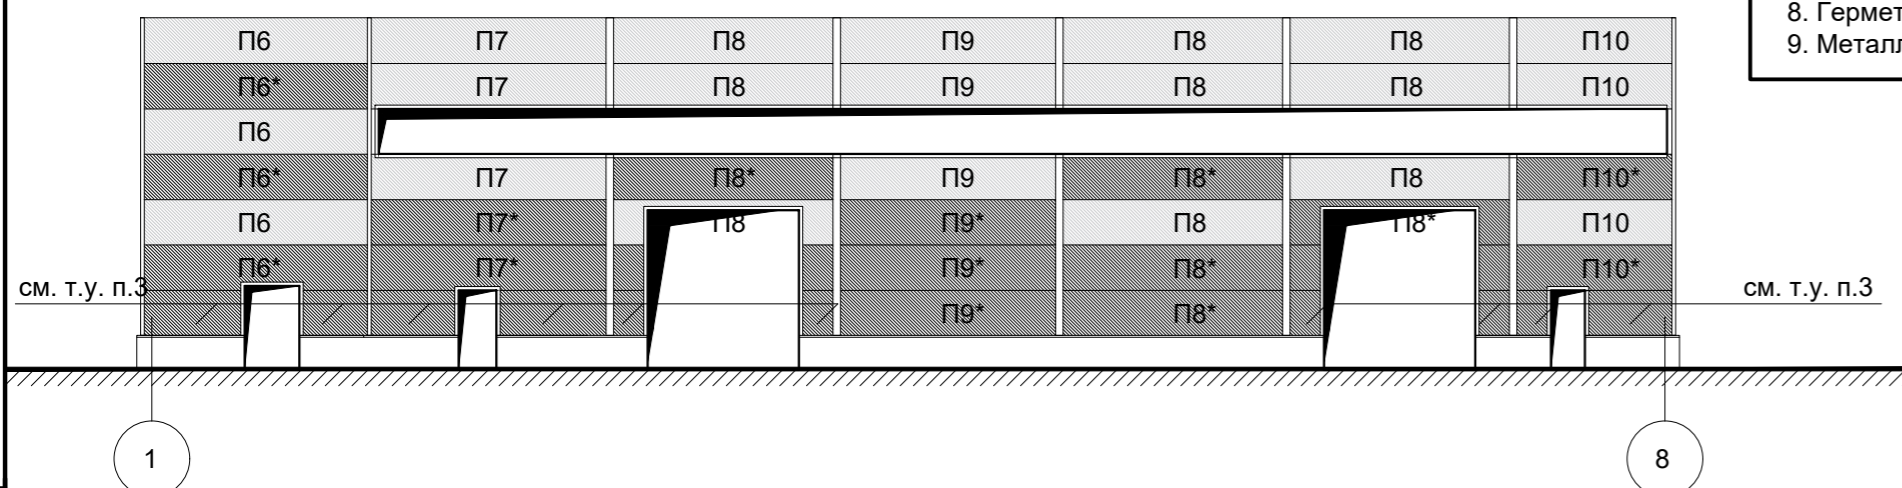 8. Гермет
9. Металл
П6 П7 П8 П9 П8 П8 П10
П6* П7 П8 П9 П8 П8 П10
П6
П6* П7 П8* П9 П8* П8 П10*
П6 П7* П8 П9* П8 П8* П10
П6* П7* П9* П8* П10*
см. т.у. п.3 см. т.у. п.3
П9* П8*
1 8